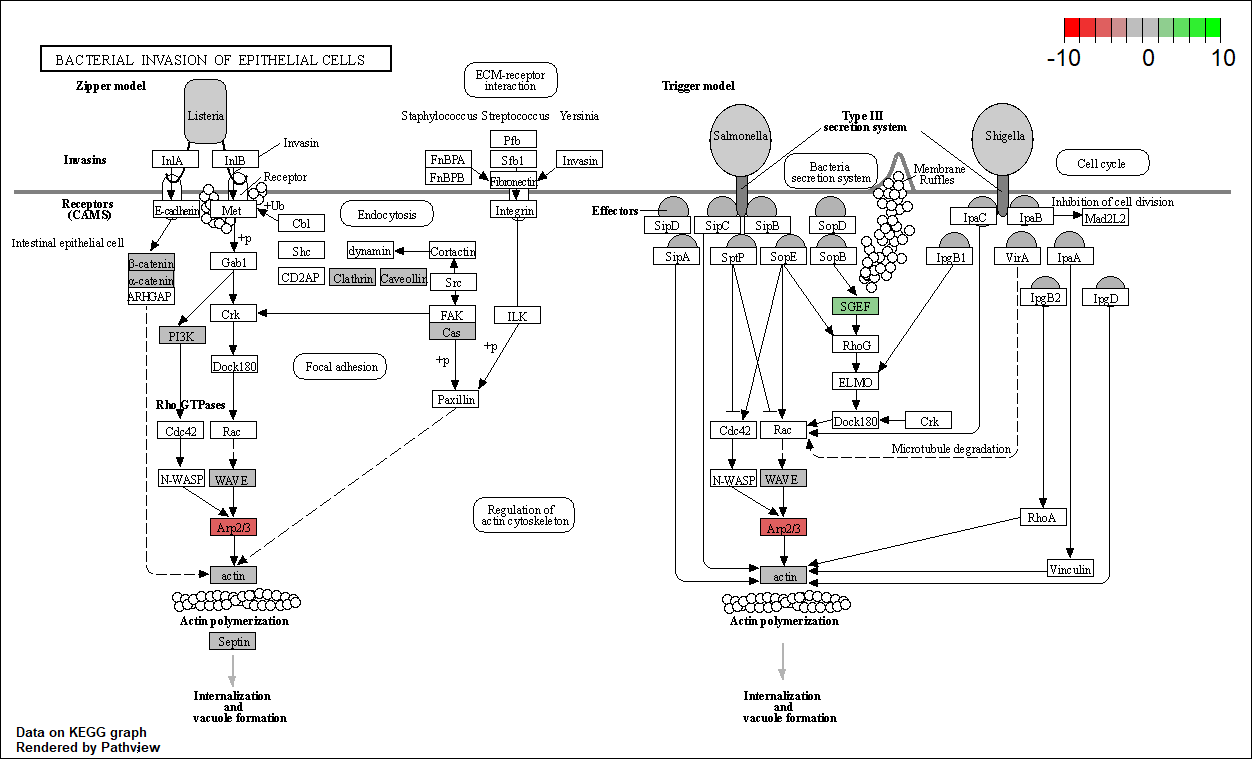 -10 0 10
BACTERIAL INVASION OF EPITHELIAL CELLS
Zipper model
ECM-receptor
interaction
Trigger model
Listeria
Staphylococcus Streptococcus Yersinia
Salmonella
Type III
secretion system
Shigella
Invasin
Pfb
Invasins
InlA
InlB
FnBPA
FnBPB
Sfb1
Invasin
Fibronectin
Bacteria
secretion system
Membrane
Ruffles
Cell cycle
Receptor
Receptors
(CAMS)
E-cadherin
Met
+Ub
Cbl
Endocytosis
Integrin
Effectors
SipD
SipC
SipB
SopD
IpaC
IpaB
Inhibition of cell division
Mad2L2
Intestinal epithelial cell
+p
Shc
dynamin
Cortactin
SipA
SptP
SopE
SopB
IpgB1
VirA
IpaA
β-catenin
α-catenin
ARHGAP
Gab1
CD2AP
Clathrin
Caveollin
Src
IpgB2
IpgD
Crk
FAK
Cas
ILK
SGEF
PI3K
+p
+p
RhoG
Dock180
Focal adhesion
ELMO
Paxillin
Rho GTPases
Cdc42
Rac
Cdc42
Rac
Dock180
Crk
Microtubule degradation
N-WASP
WAVE
N-WASP
WAVE
Regulation of
actin cytoskeleton
Arp2/3
Arp2/3
RhoA
actin
actin
Vinculin
Actin polymerization
Actin polymerization
Septin
Internalization
and
vacuole formation
Internalization
and
vacuole formation
Data on KEGG graph
Rendered by Pathview